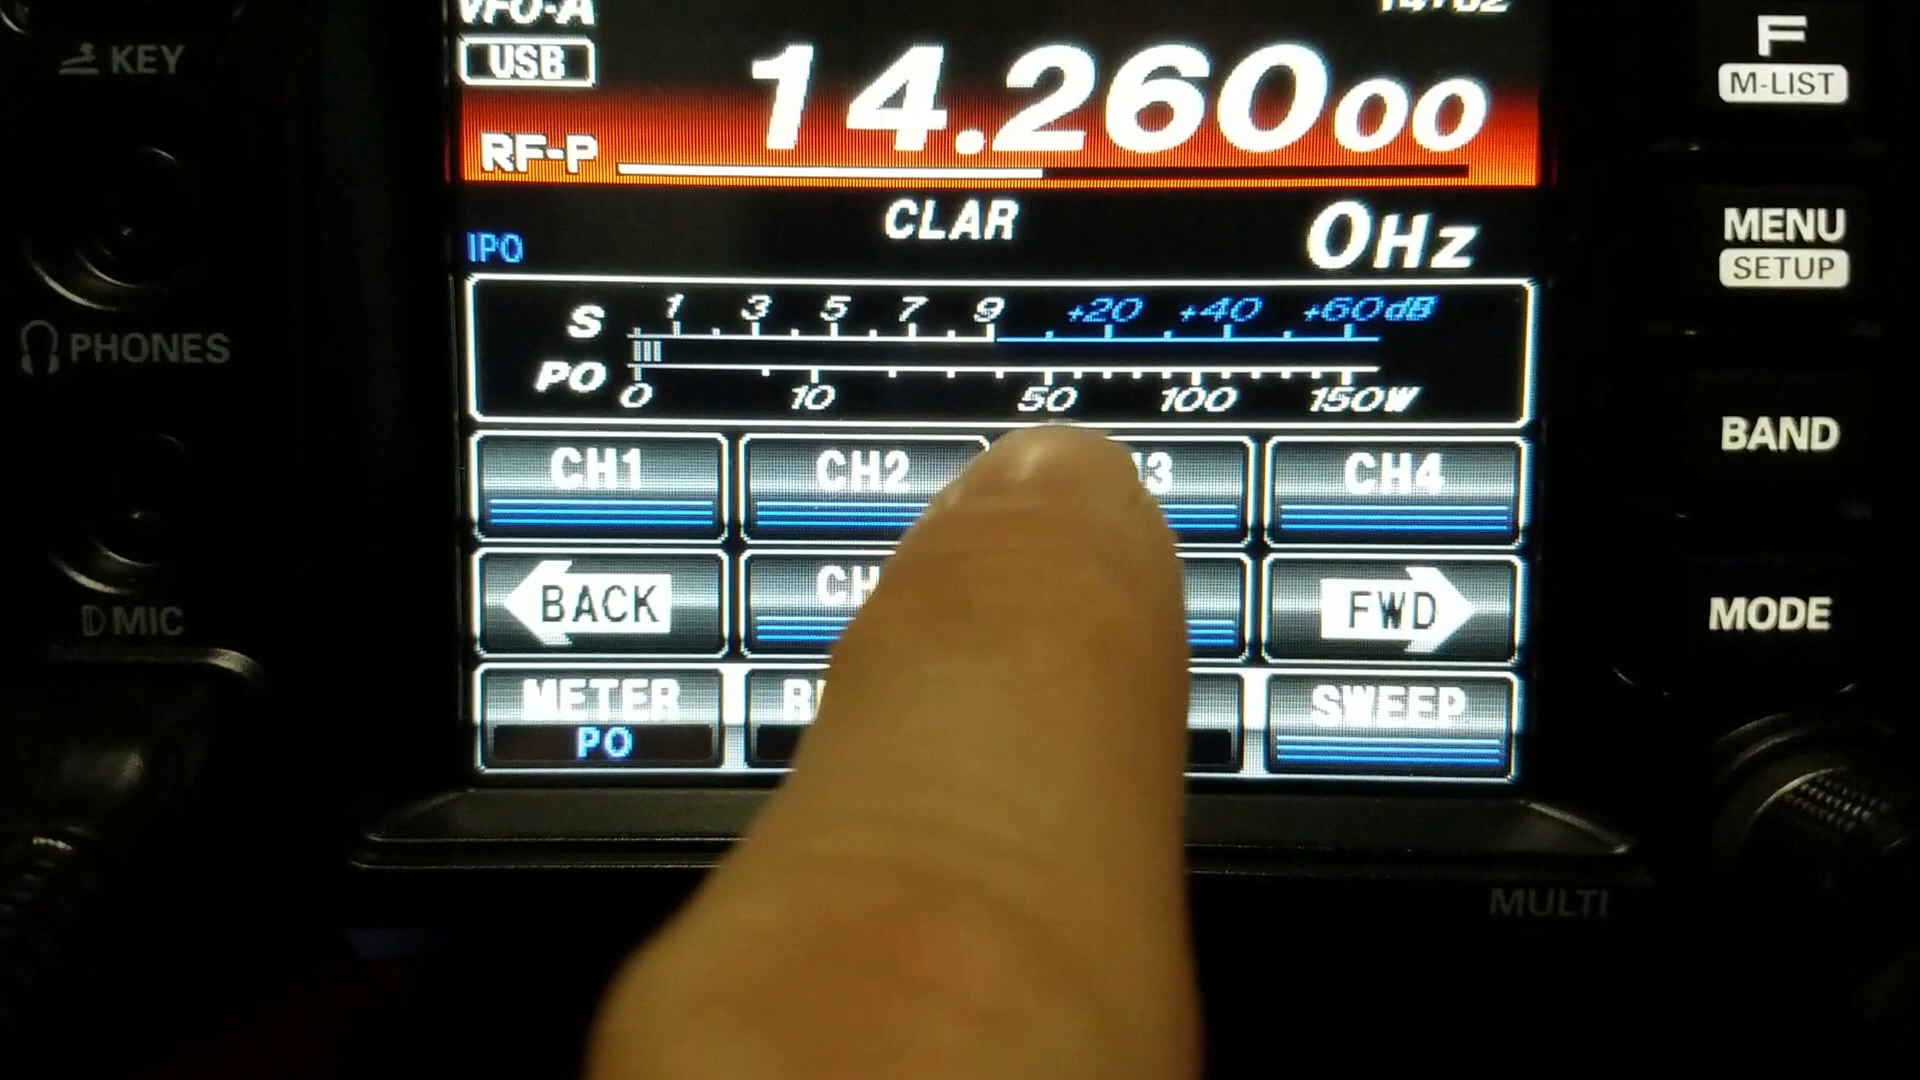 VFO-A
KEY
USB
14.26000
F
M-LIST
RF-P
CLAR
0Hz
IPO
MENU
SETUP
S 1 3 5 7 9 +20 +40 +60dB
PHONES
PO 0 10 50 100 150W
BAND
CH1 CH2 CH4
BACK FWD
MODE
MIC
METER SWEEP
PO
MULTI